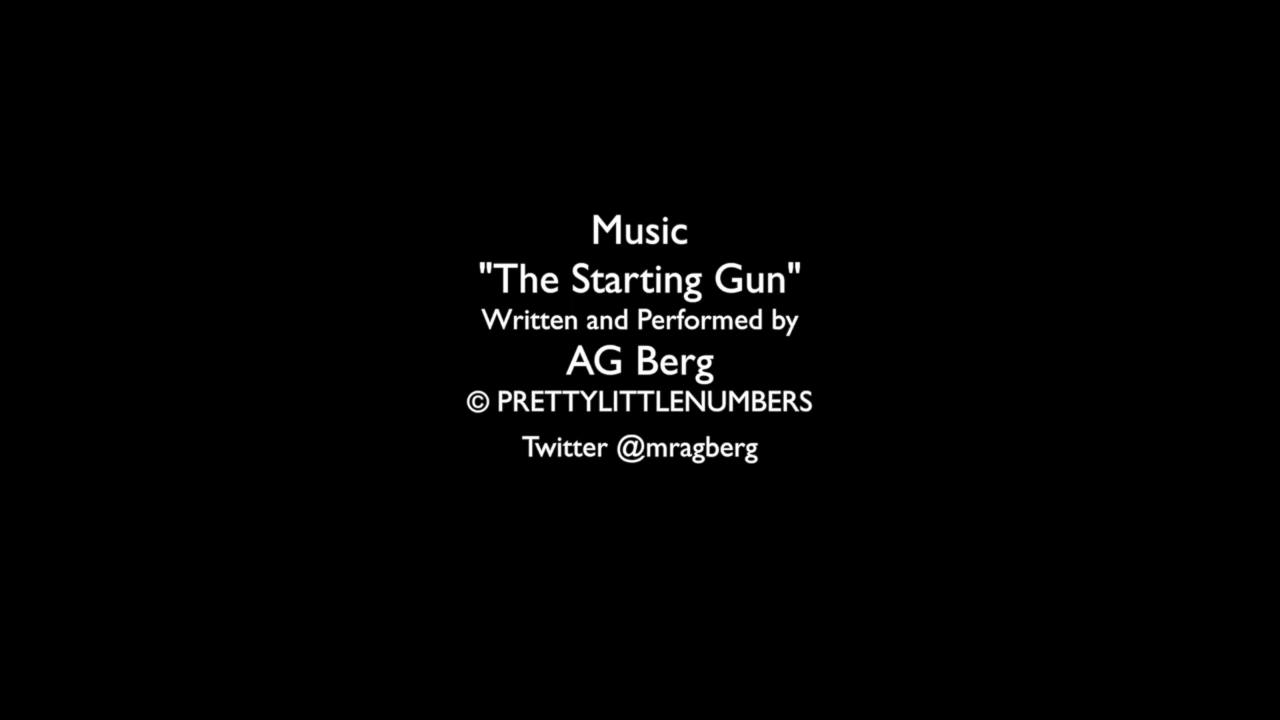 Music
"The Starting Gun"
Written and Performed by
AG Berg
© PRETTYLITTLENUMBERS
Twitter @mragberg